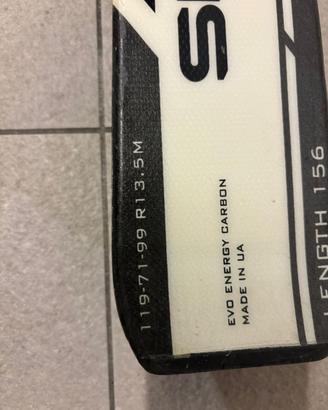 119-71-99 R13.5M
EVO ENERGY CARBON
MADE IN UA
LENGTH 156